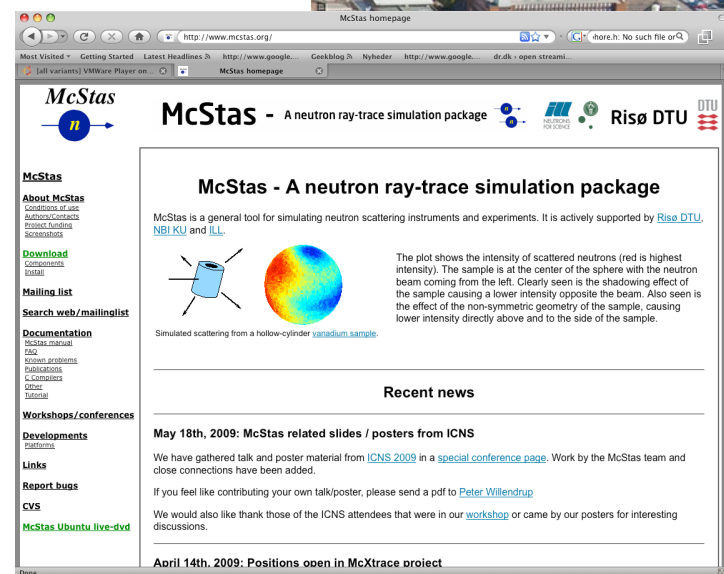 McStas homepage
http://www.mcstas.org/
hore.h: No such file or
Most Visited Getting Started Latest Headlines http://www.google.... Geekblog Nyheder http://www.google... dr.dk › open streami...
[all variants] VMWare Player on... McStas homepage
McStas
n
McStas - A neutron ray-trace simulation package
n
NEUTRONS
FOR SCIENCE
Risø DTU
DTU
McStas
About McStas
Conditions of use
Authors/Contacts
Project funding
Screenshots
Download
Components
Install
Mailing list
Search web/mailinglist
Documentation
McStas manual
FAQ
Known problems
Publications
C Compilers
Other
Tutorial
Workshops/conferences
Developments
Platforms
Links
Report bugs
CVS
McStas Ubuntu live-dvd
McStas - A neutron ray-trace simulation package
McStas is a general tool for simulating neutron scattering instruments and experiments. It is actively supported by Risø DTU,
NBI KU and ILL.
The plot shows the intensity of scattered neutrons (red is highest
intensity). The sample is at the center of the sphere with the neutron
beam coming from the left. Clearly seen is the shadowing effect of
the sample causing a lower intensity opposite the beam. Also seen is
the effect of the non-symmetric geometry of the sample, causing
lower intensity directly above and to the side of the sample.
Simulated scattering from a hollow-cylinder vanadium sample.
Recent news
May 18th, 2009: McStas related slides / posters from ICNS
We have gathered talk and poster material from ICNS 2009 in a special conference page. Work by the McStas team and
close connections have been added.
If you feel like contributing your own talk/poster, please send a pdf to Peter Willendrup
We would also like thank those of the ICNS attendees that were in our workshop or came by our posters for interesting
discussions.
April 14th, 2009: Positions open in McXtrace project
Done